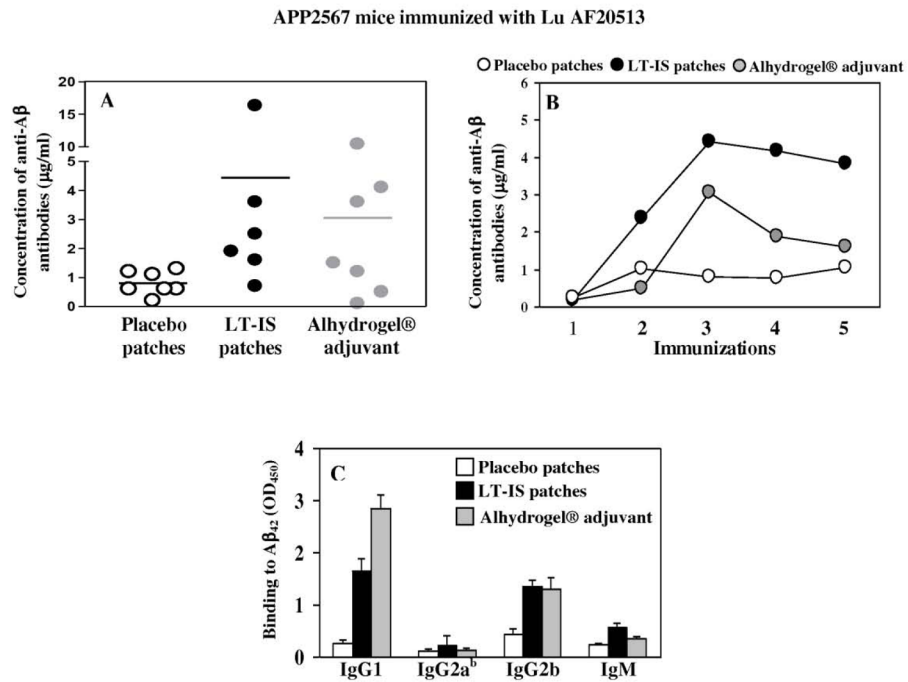 APP2567 mice immunized with Lu AF20513
Placebo patches LT-IS patches Alhydrogel® adjuvant
A
Concentration of anti-Aβ
antibodies (µg/ml)
20
15
10
5
4
3
2
1
0
Placebo
patches
LT-IS
patches
Alhydrogel®
adjuvant
B
Concentration of anti-Aβ
antibodies (µg/ml)
6
5
4
3
2
1
0
1 2 3 4 5
Immunizations
C
Binding to Aβ42 (OD450)
4
3
2
1
0
Placebo patches
LT-IS patches
Alhydrogel® adjuvant
IgG1 IgG2aᵇ IgG2b IgM